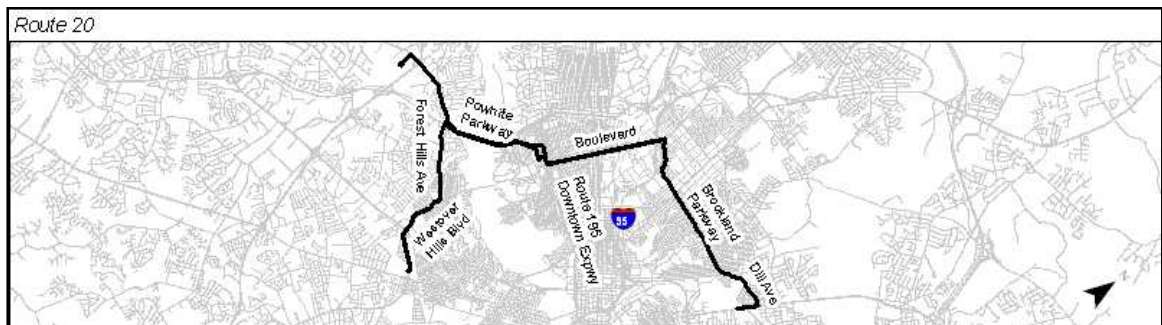 Route 20
Forest Hills Ave
Powhite
Parkway
Boulevard
Westover
Hills Blvd
Route 195
Downtown Expwy
95
Brookland
Parkway
Dill Ave
N